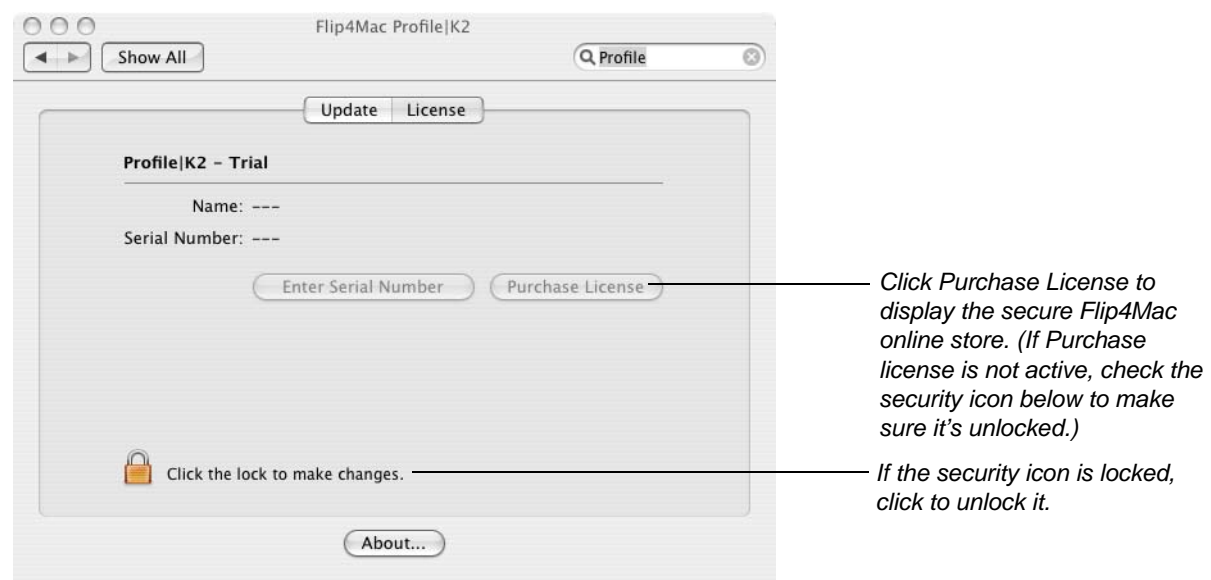 Flip4Mac Profile|K2
Show All
Profile
Update License
Profile|K2 – Trial
Name: ---
Serial Number: ---
Enter Serial Number Purchase License
Click Purchase License to
display the secure Flip4Mac
online store. (If Purchase
license is not active, check the
security icon below to make
sure it's unlocked.)
Click the lock to make changes.
If the security icon is locked,
click to unlock it.
About...